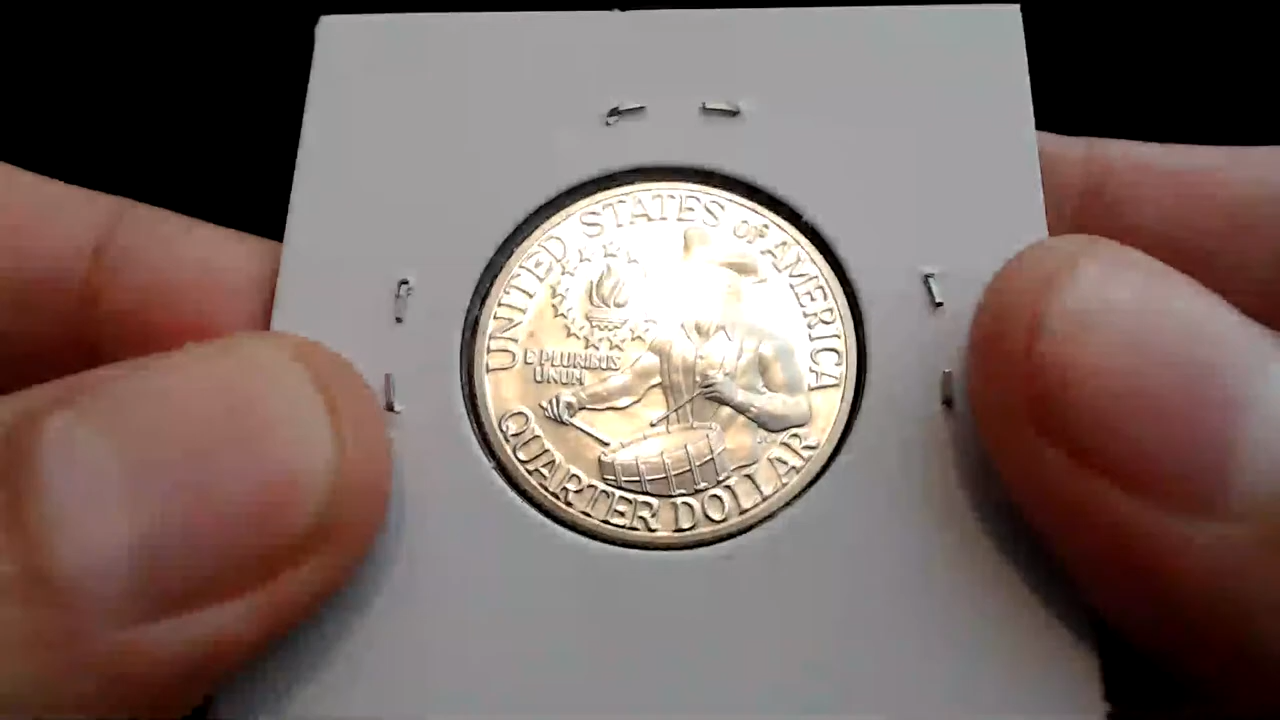 UNITED STATES of AMERICA
E PLURIBUS
UNUM
QUARTER DOLLAR